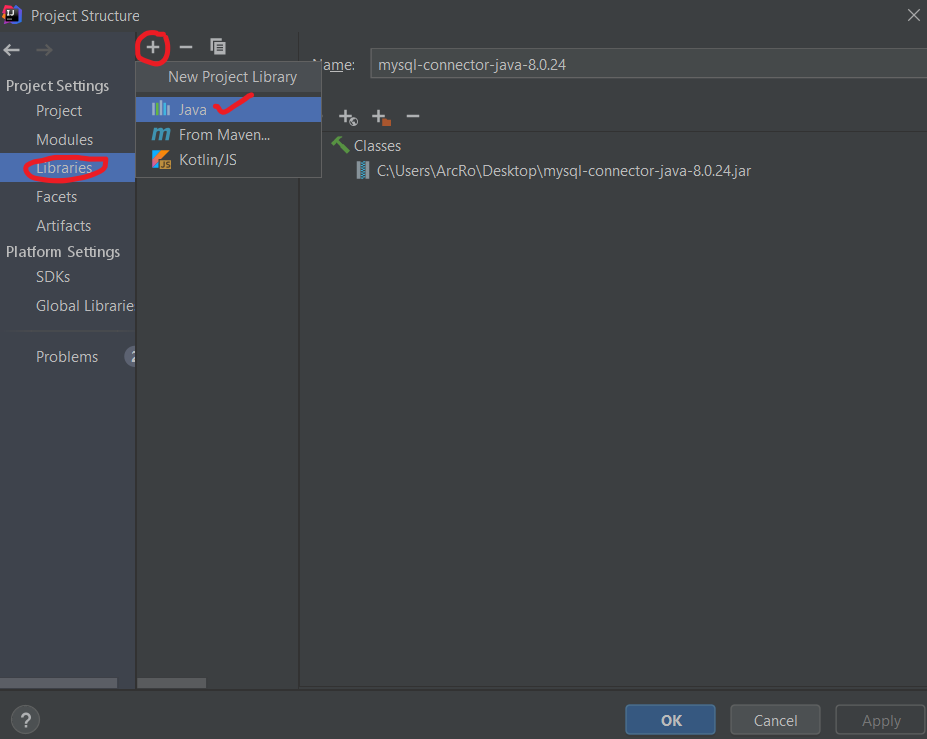 Project Structure
New Project Library
Java
From Maven...
Kotlin/JS
Project Settings
Project
Modules
Libraries
Facets
Artifacts
Platform Settings
SDKs
Global Librarie
Problems
2
ame:
mysql-connector-java-8.0.24
Classes
C:\Users\ArcRo\Desktop\mysql-connector-java-8.0.24.jar
?
OK
Cancel
Apply